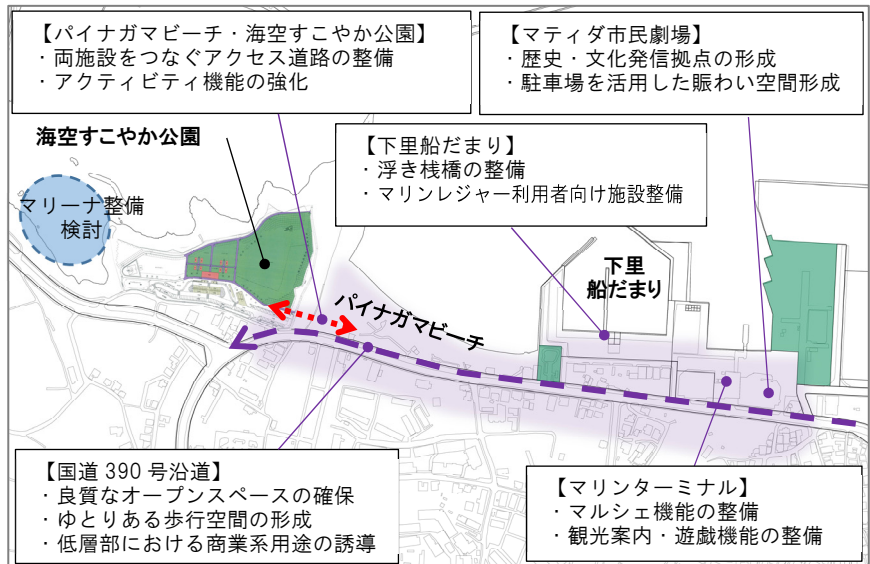 【パイナガマビーチ・海空すこやか公園】
・両施設をつなぐアクセス道路の整備
・アクティビティ機能の強化
【マティダ市民劇場】
・歴史・文化発信拠点の形成
・駐車場を活用した賑わい空間形成
海空すこやか公園
【下里船だまり】
・浮き桟橋の整備
・マリンレジャー利用者向け施設整備
マリーナ整備
検討
下里
船だまり
パイナガマビーチ
【国道 390 号沿道】
・良質なオープンスペースの確保
・ゆとりある歩行空間の形成
・低層部における商業系用途の誘導
【マリンターミナル】
・マルシェ機能の整備
・観光案内・遊戯機能の整備